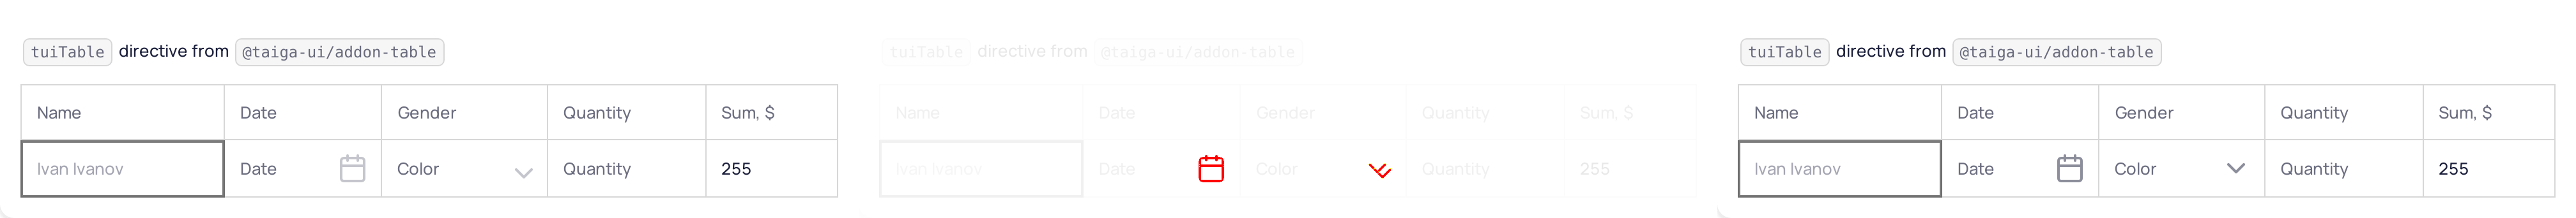 tuiTable directive from @taiga-ui/addon-table tuiTable directive from @taiga-ui/addon-table tuiTable directive from @taiga-ui/addon-table
Name Date Gender Quantity Sum, $ Name Date Gender Quantity Sum, $ Name Date Gender Quantity Sum, $
Ivan Ivanov Date Color Quantity 255 Ivan Ivanov Date Color Quantity 255 Ivan Ivanov Date Color Quantity 255